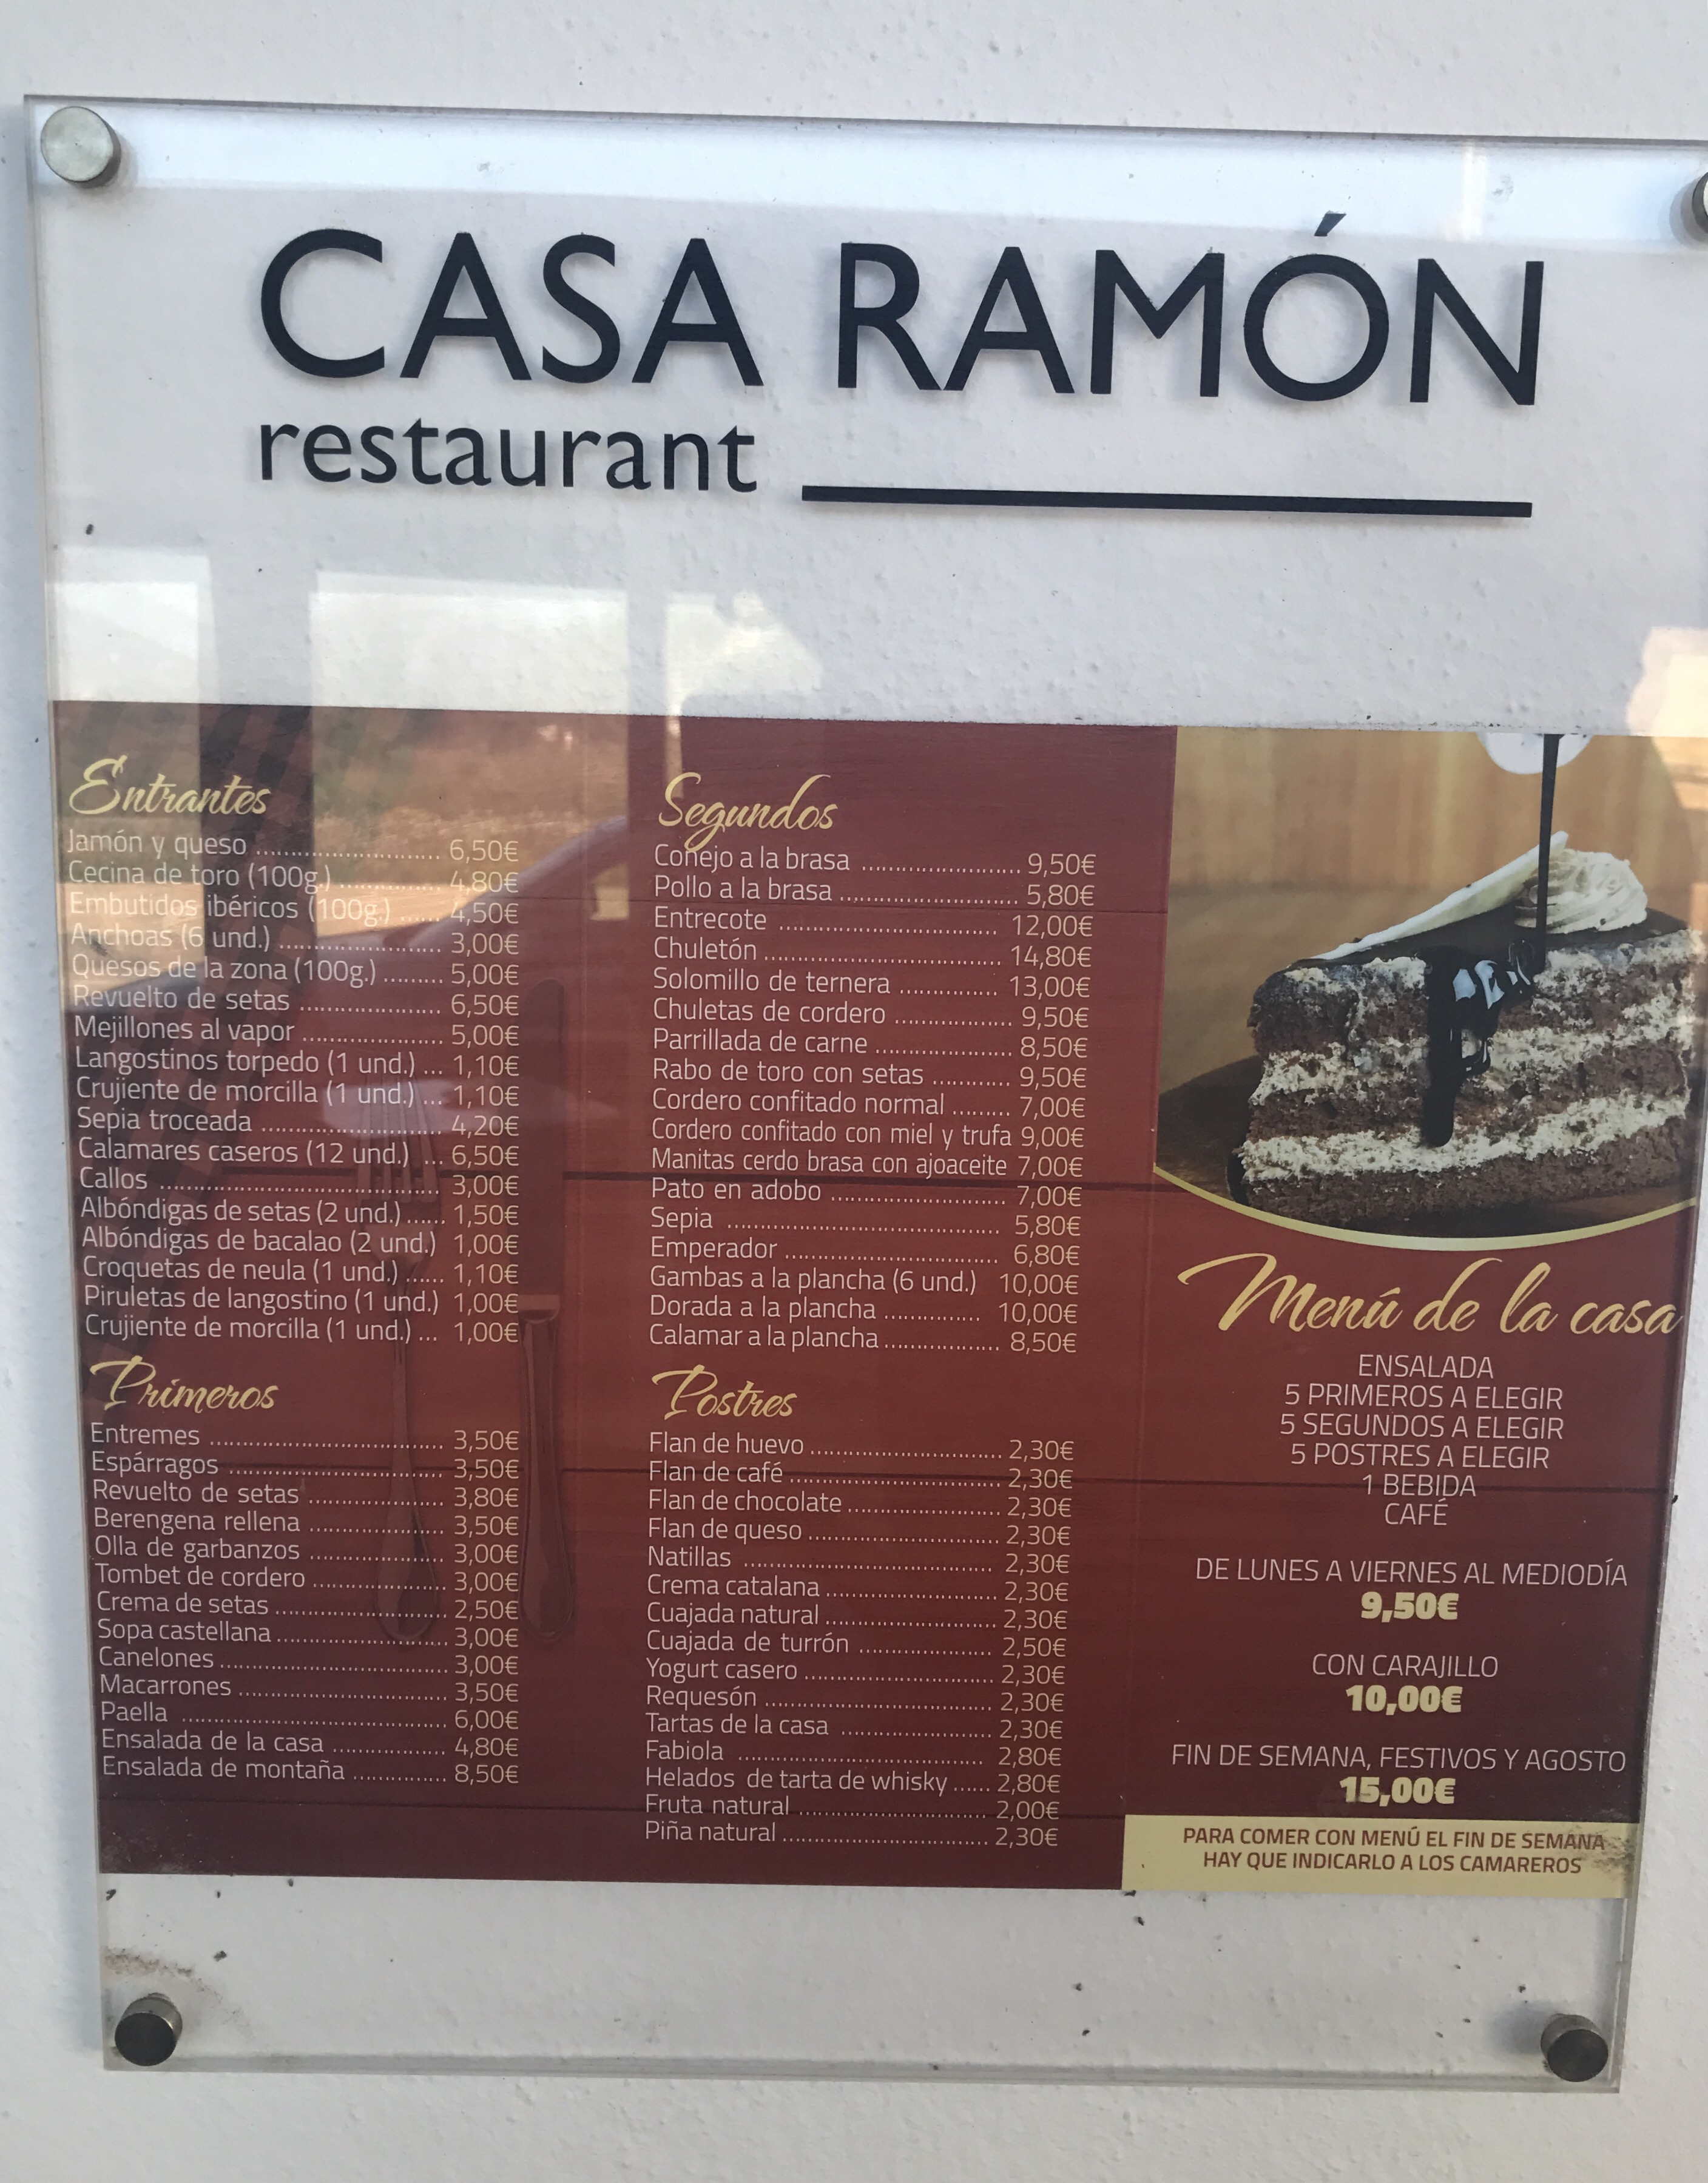 CASA RAMÓN
restaurant
Entrantes
Jamón y queso ........................... 6,50€
Cecina de toro (100g.) ............... 4,80€
Embutidos ibéricos (100g.) ...... 4,50€
Anchoas (6 und.) ........................ 3,00€
Quesos de la zona (100g.) ......... 5,00€
Revuelto de setas ..................... 6,50€
Mejillones al vapor ..................... 5,00€
Langostinos torpedo (1 und.) ... 1,10€
Crujiente de morcilla (1 und.) ... 1,10€
Sepia troceada ........................... 4,20€
Calamares caseros (12 und.) ... 6,50€
Callos .......................................... 3,00€
Albóndigas de setas (2 und.) ...... 1,50€
Albóndigas de bacalao (2 und.) 1,00€
Croquetas de neula (1 und.) ...... 1,10€
Piruletas de langostino (1 und.) 1,00€
Crujiente de morcilla (1 und.) ... 1,00€
Primeros
Entremes ................................... 3,50€
Espárragos ................................ 3,50€
Revuelto de setas .................... 3,80€
Berengena rellena .................... 3,50€
Olla de garbanzos .................... 3,00€
Tombet de cordero .................... 3,00€
Crema de setas .......................... 2,50€
Sopa castellana .......................... 3,00€
Canelones ................................... 3,00€
Macarrones ................................ 3,50€
Paella ........................................ 6,00€
Ensalada de la casa ................. 4,80€
Ensalada de montaña .............. 8,50€
Segundos
Conejo a la brasa ........................ 9,50€
Pollo a la brasa ............................... 5,80€
Entrecote ................................. 12,00€
Chuletón .................................... 14,80€
Solomillo de ternera ............... 13,00€
Chuletas de cordero .................. 9,50€
Parrillada de carne ..................... 8,50€
Rabo de toro con setas ............ 9,50€
Cordero confitado normal ......... 7,00€
Cordero confitado con miel y trufa 9,00€
Manitas cerdo brasa con ajoaceite 7,00€
Pato en adobo .......................... 7,00€
Sepia ......................................... 5,80€
Emperador ................................ 6,80€
Gambas a la plancha (6 und.) 10,00€
Dorada a la plancha ............... 10,00€
Calamar a la plancha .................. 8,50€
Postres
Flan de huevo ............................. 2,30€
Flan de café ................................ 2,30€
Flan de chocolate ....................... 2,30€
Flan de queso ............................. 2,30€
Natillas ...................................... 2,30€
Crema catalana .......................... 2,30€
Cuajada natural .......................... 2,30€
Cuajada de turrón .................... 2,50€
Yogurt casero ............................. 2,30€
Requesón ................................... 2,30€
Tartas de la casa ...................... 2,30€
Fabiola ...................................... 2,80€
Helados de tarta de whisky ...... 2,80€
Fruta natural ............................. 2,00€
Piña natural ................................ 2,30€
Menú de la casa
ENSALADA
5 PRIMEROS A ELEGIR
5 SEGUNDOS A ELEGIR
5 POSTRES A ELEGIR
1 BEBIDA
CAFÉ
DE LUNES A VIERNES AL MEDIODÍA
9,50€
CON CARAJILLO
10,00€
FIN DE SEMANA, FESTIVOS Y AGOSTO
15,00€
PARA COMER CON MENÚ EL FIN DE SEMANA
HAY QUE INDICARLO A LOS CAMAREROS